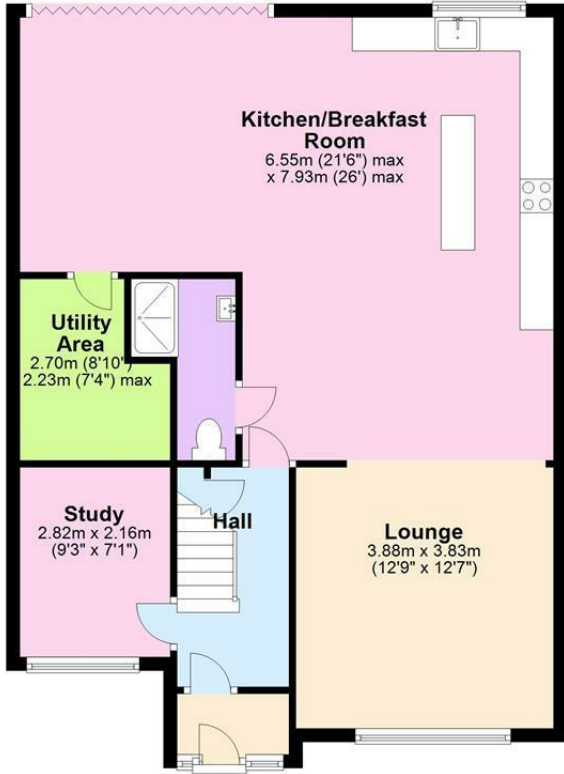 Kitchen/Breakfast
Room
6.55m (21'6") max
x 7.93m (26') max
Utility
Area
2.70m (8'10")
2.23m (7'4") max
Study
2.82m x 2.16m
(9'3" x 7'1")
Hall
Lounge
3.88m x 3.83m
(12'9" x 12'7")